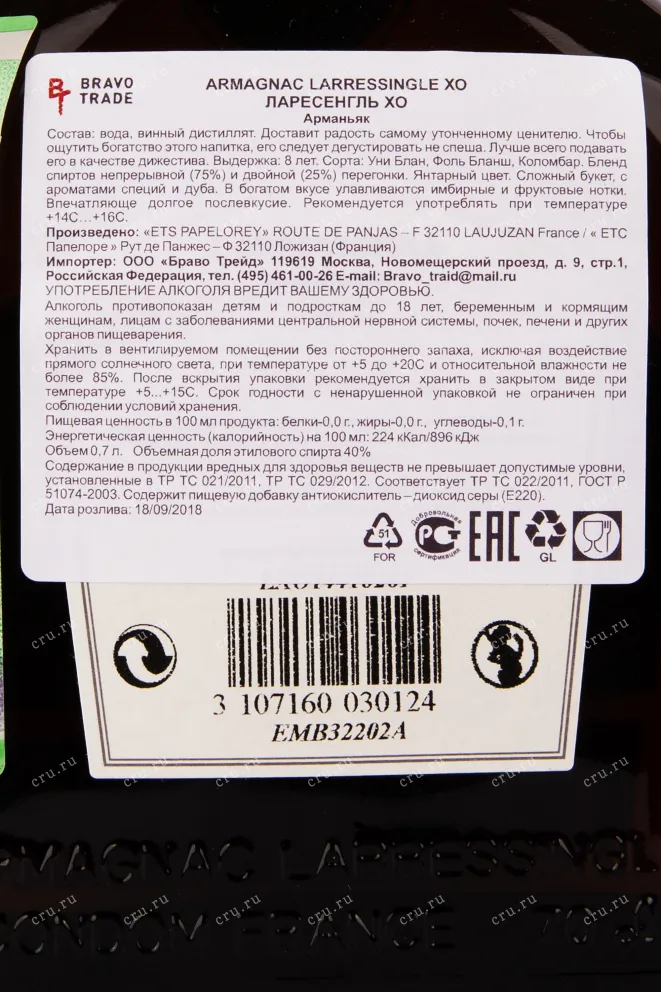 BRAVO
TRADE
ARMAGNAC LARRESSINGLE XO
ЛАРЕСЕНГЛЬ ХО
Арманьяк
Состав: вода, винный дистиллят. Доставит радость самому утонченному ценителю. Чтобы
ощутить богатство этого напитка, его следует дегустировать не спеша. Лучше всего подавать
его в качестве дижестива. Выдержка: 8 лет. Сорта: Уни Блан, Фоль Бланш, Коломбар. Бленд
спиртов непрерывной (75%) и двойной (25%) перегонки. Янтарный цвет. Сложный букет, с
ароматами специй и дуба. В богатом вкусе улавливаются имбирные и фруктовые нотки.
Впечатляюще долгое послевкусие. Рекомендуется употреблять при температуре
+14С...+16С.
Произведено: «ETS PAPELOREY» ROUTE DE PANJAS – F 32110 LAUJUZAN France / « ЕТС
Папелоре » Рут де Панжес – Ф 32110 Ложизан (Франция)
Импортер: ООО «Браво Трейд» 119619 Москва, Новомещерский проезд, д. 9, стр.1,
Российская Федерация, тел. (495) 461-00-26 E-mail: Bravo_traid@mail.ru
УПОТРЕБЛЕНИЕ АЛКОГОЛЯ ВРЕДИТ ВАШЕМУ ЗДОРОВЬЮ.
Алкоголь противопоказан детям и подросткам до 18 лет, беременным и кормящим
женщинам, лицам с заболеваниями центральной нервной системы, почек, печени и других
органов пищеварения.
Хранить в вентилируемом помещении без постороннего запаха, исключая воздействие
прямого солнечного света, при температуре от +5 до +20С и относительной влажности не
более 85%. После вскрытия упаковки рекомендуется хранить в закрытом виде при
температуре +5...+15С. Срок годности с ненарушенной упаковкой не ограничен при
соблюдении условий хранения.
Пищевая ценность в 100 мл продукта: белки-0,0 г., жиры-0,0 г., углеводы-0,1 г.
Энергетическая ценность (калорийность) на 100 мл: 224 кКал/896 кДж
Объем 0,7 л. Объемная доля этилового спирта 40%
Содержание в продукции вредных для здоровья веществ не превышает допустимые уровни,
установленные в ТР ТС 021/2011, ТР ТС 029/2012. Соответствует ТР ТС 022/2011, ГОСТ Р
51074-2003. Содержит пищевую добавку антиокислитель – диоксид серы (Е220).
Дата розлива: 18/09/2018
51
FOR
Добровольная
сертификация
EAC
GL
3 107160 030124
EMB32202A
ARMAGNAC LARRESSINGLE
CONDOM FRANCE 70 cl
cru.ru